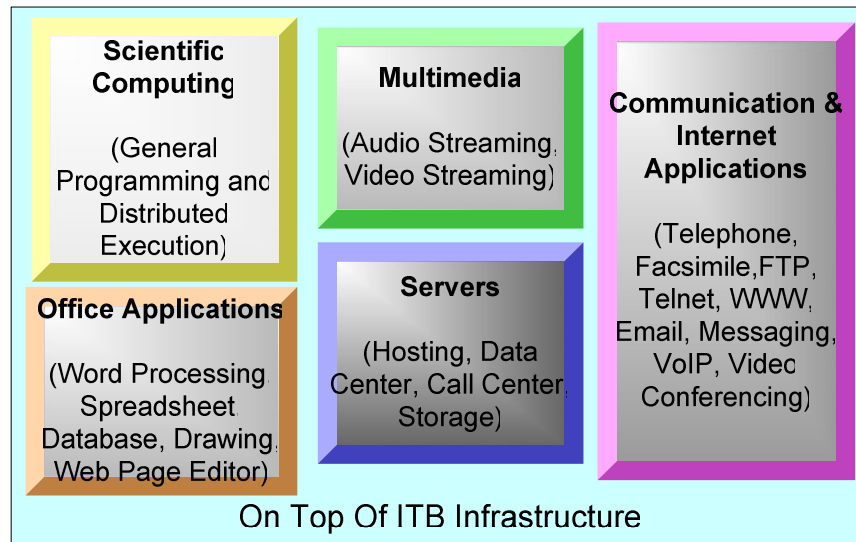 Scientific
Computing
(General
Programming and
Distributed
Execution)
Multimedia
(Audio Streaming,
Video Streaming)
Communication &
Internet
Applications
(Telephone,
Facsimile,FTP,
Telnet, WWW,
Email, Messaging,
VoIP, Video
Conferencing)
Office Applications
(Word Processing,
Spreadsheet,
Database, Drawing,
Web Page Editor)
Servers
(Hosting, Data
Center, Call Center,
Storage)
On Top Of ITB Infrastructure